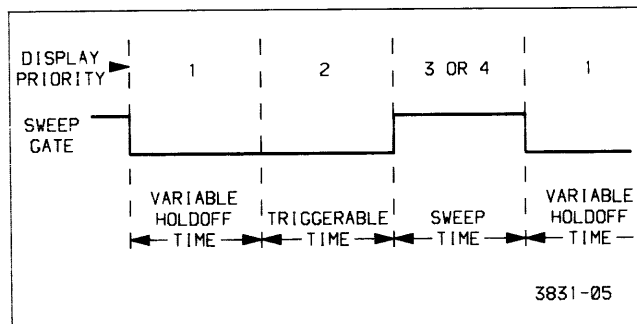 DISPLAY PRIORITY
1 2 3 OR 4 1
SWEEP GATE
VARIABLE HOLDOFF TIME
TRIGGERABLE TIME
SWEEP TIME
VARIABLE HOLDOFF TIME
3831-05